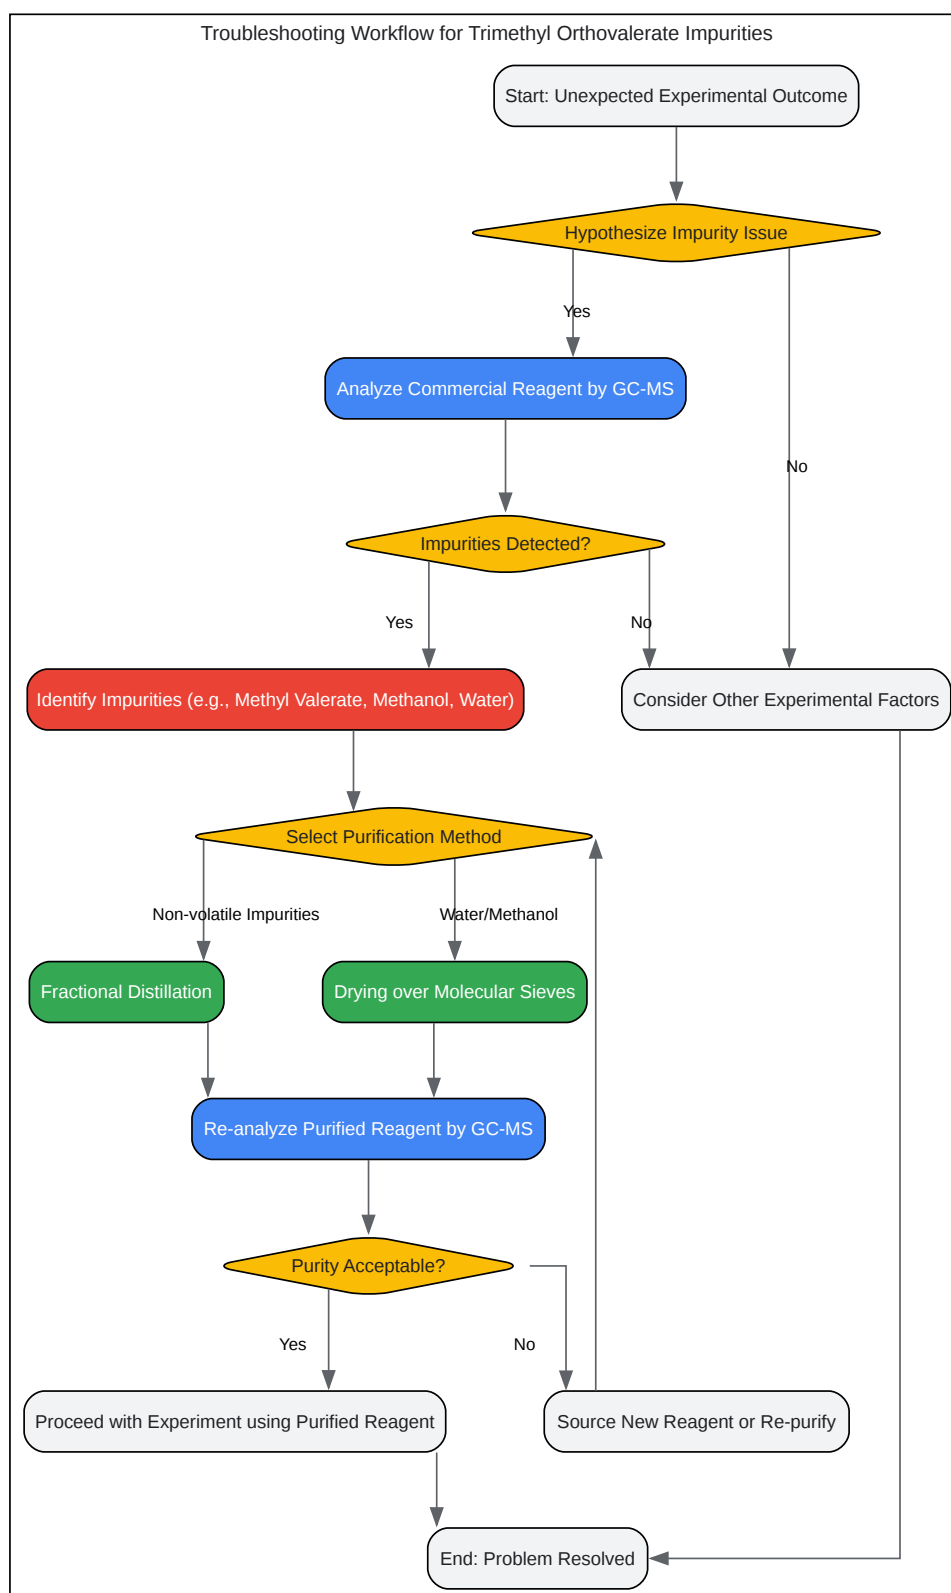 Troubleshooting Workflow for Trimethyl Orthovalerate Impurities
Start: Unexpected Experimental Outcome
Hypothesize Impurity Issue
Yes
Analyze Commercial Reagent by GC-MS
No
Impurities Detected?
Yes
No
Identify Impurities (e.g., Methyl Valerate, Methanol, Water)
Consider Other Experimental Factors
Select Purification Method
Non-volatile Impurities
Water/Methanol
Fractional Distillation
Drying over Molecular Sieves
Re-analyze Purified Reagent by GC-MS
Purity Acceptable?
Yes
No
Proceed with Experiment using Purified Reagent
Source New Reagent or Re-purify
End: Problem Resolved